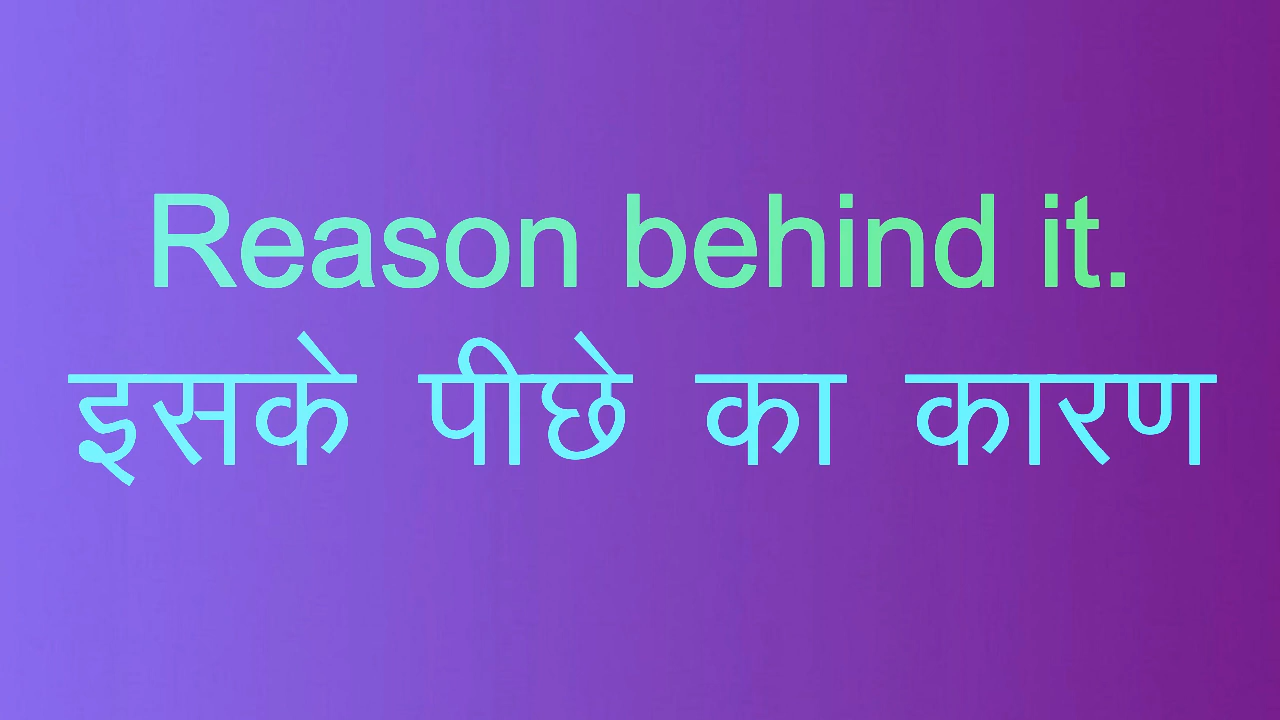 Reason behind it.
इसके पीछे का कारण